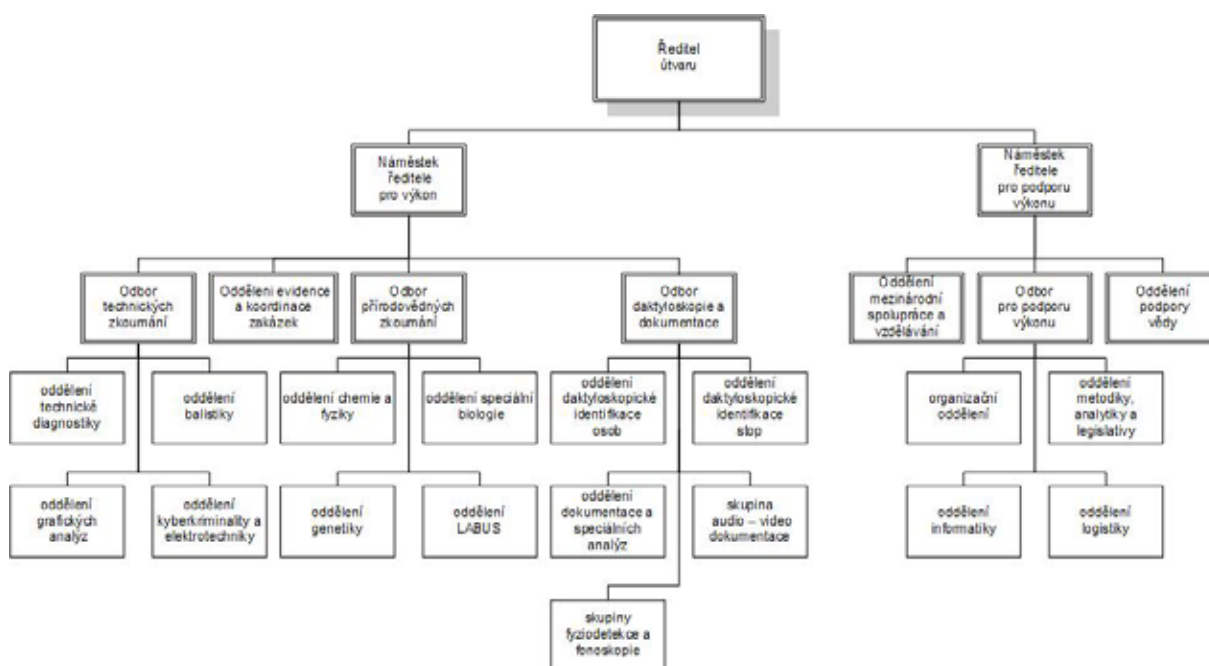 Ředitel
útvaru
Náměstek
ředitele
pro výkon
Náměstek
ředitele
pro podporu
výkonu
Odbor
technických
zkoumání
Oddělení evidence
a koordinace
zakázek
Odbor
přírodovědných
zkoumání
Odbor
daktyloskopie a
dokumentace
Oddělení
mezinárodní
spolupráce a
vzdělávání
Odbor
pro podporu
výkonu
Oddělení
podpory
vědy
oddělení
technické
diagnostiky
oddělení
balistiky
oddělení chemie a
fyziky
oddělení speciální
biologie
oddělení
daktyloskopické
identifikace
osob
oddělení
daktyloskopické
identifikace
stop
organizační
oddělení
oddělení
metodiky,
analytiky a
legislativy
oddělení
grafických
analýz
oddělení
kyberkriminality a
elektrotechniky
oddělení
genetiky
oddělení
LABUS
oddělení
dokumentace a
speciálních
analýz
skupina
audio – video
dokumentace
oddělení
informatiky
oddělení
logistiky
skupiny
fyziodetekce a
fonoskopie